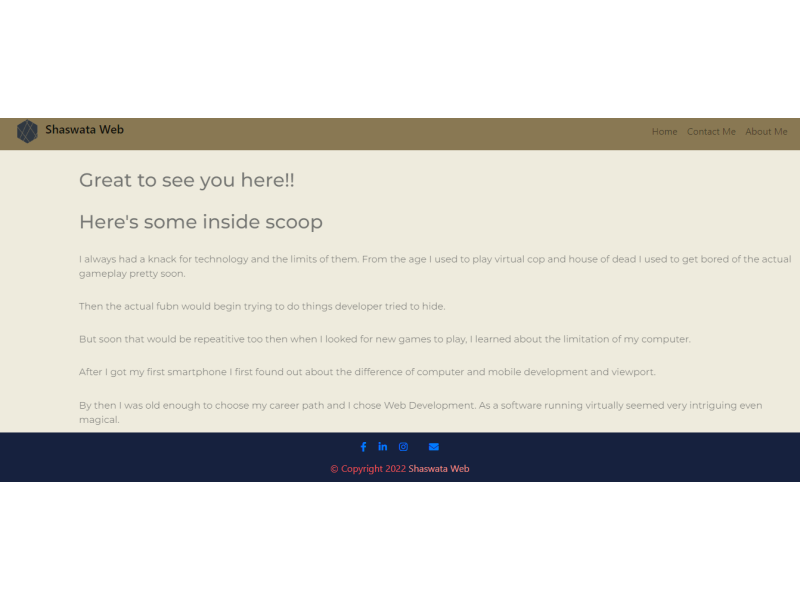 Shaswata Web
Home Contact Me About Me
Great to see you here!!
Here's some inside scoop
I always had a knack for technology and the limits of them. From the age I used to play virtual cop and house of dead I used to get bored of the actual
gameplay pretty soon.
Then the actual fubn would begin trying to do things developer tried to hide.
But soon that would be repeatitive too then when I looked for new games to play, I learned about the limitation of my computer.
After I got my first smartphone I first found out about the difference of computer and mobile development and viewport.
By then I was old enough to choose my career path and I chose Web Development. As a software running virtually seemed very intriguing even
magical.
© Copyright 2022 Shaswata Web